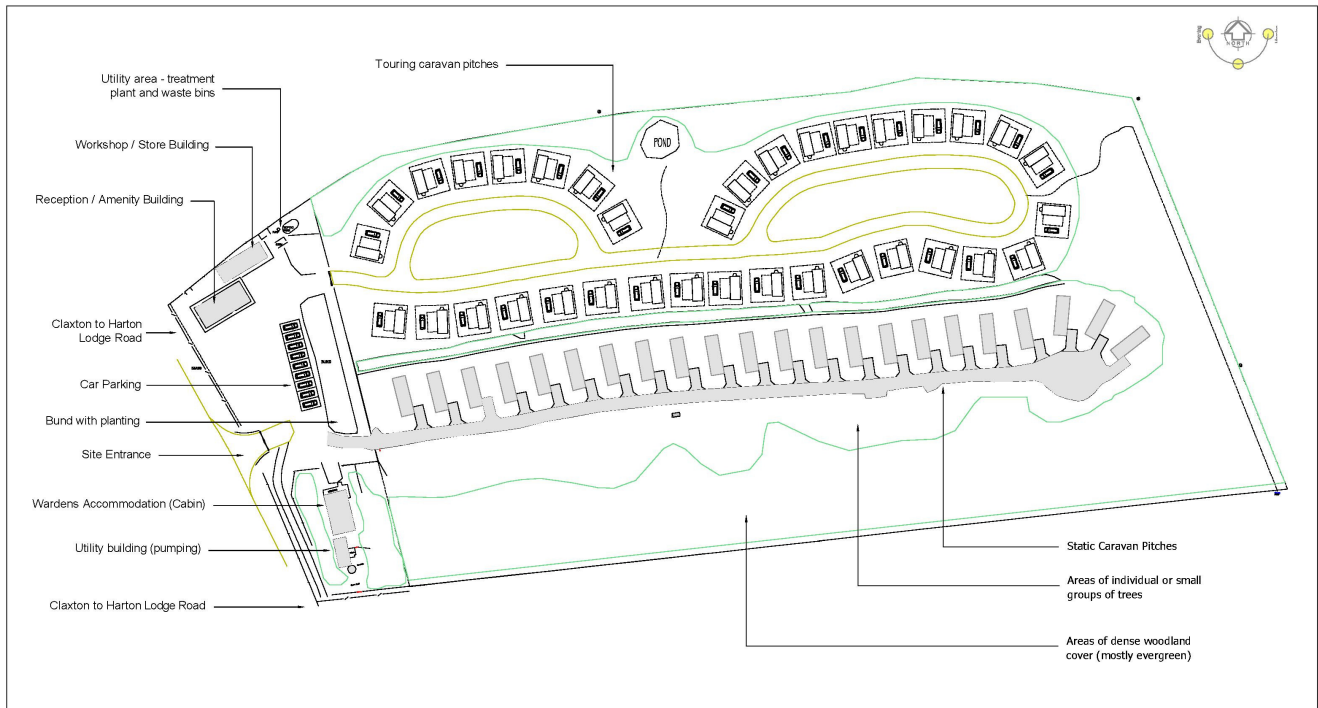 Touring caravan pitches
Utility area - treatment
plant and waste bins
Workshop / Store Building
Reception / Amenity Building
Claxton to Harton
Lodge Road
Car Parking
Bund with planting
Site Entrance
Wardens Accommodation (Cabin)
Utility building (pumping)
Claxton to Harton Lodge Road
POND
NORTH
Static Caravan Pitches
Areas of individual or small
groups of trees
Areas of dense woodland
cover (mostly evergreen)